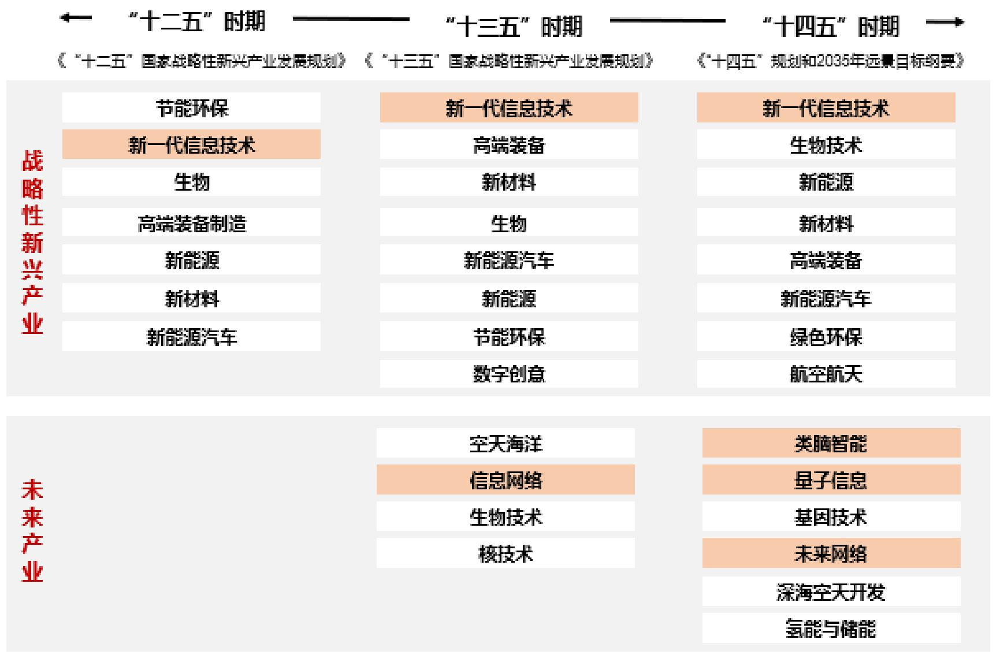 “十二五”时期
“十三五”时期
“十四五”时期
《“十二五”国家战略性新兴产业发展规划》
《“十三五”国家战略性新兴产业发展规划》
《“十四五”规划和2035年远景目标纲要》
战略性新兴产业
节能环保
新一代信息技术
生物
高端装备制造
新能源
新材料
新能源汽车
新一代信息技术
高端装备
新材料
生物
新能源汽车
新能源
节能环保
数字创意
新一代信息技术
生物技术
新能源
新材料
高端装备
新能源汽车
绿色环保
航空航天
未来产业
空天海洋
信息网络
生物技术
核技术
类脑智能
量子信息
基因技术
未来网络
深海空天开发
氢能与储能